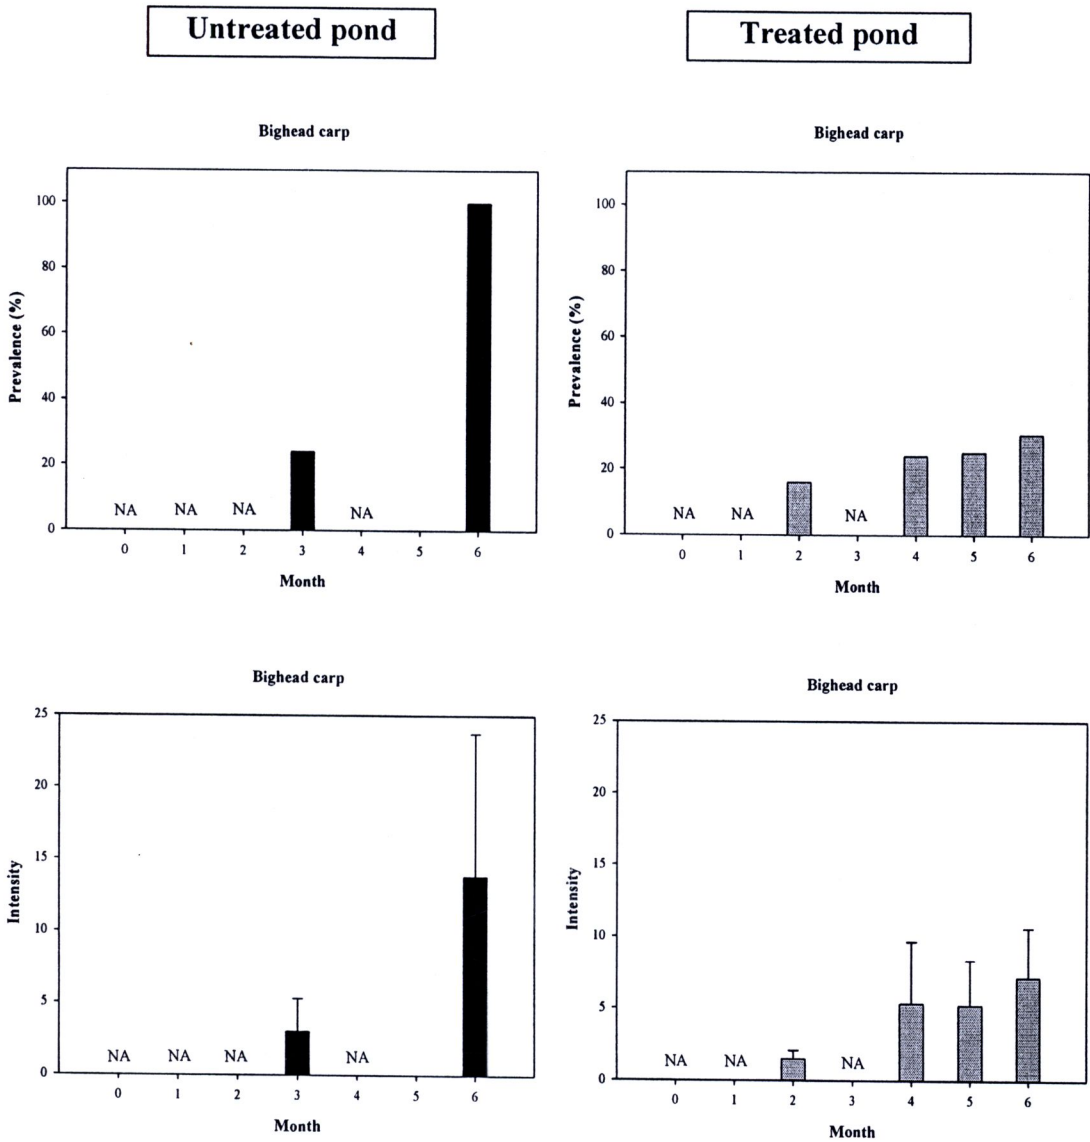 Untreated pond
Treated pond
Bighead carp
Prevalence (%)
100
80
60
40
20
0
NA NA NA NA
0 1 2 3 4 5 6
Month
Bighead carp
Prevalence (%)
100
80
60
40
20
0
NA NA NA
0 1 2 3 4 5 6
Month
Bighead carp
Intensity
25
20
15
10
5
0
NA NA NA NA
0 1 2 3 4 5 6
Month
Bighead carp
Intensity
25
20
15
10
5
0
NA NA NA
0 1 2 3 4 5 6
Month